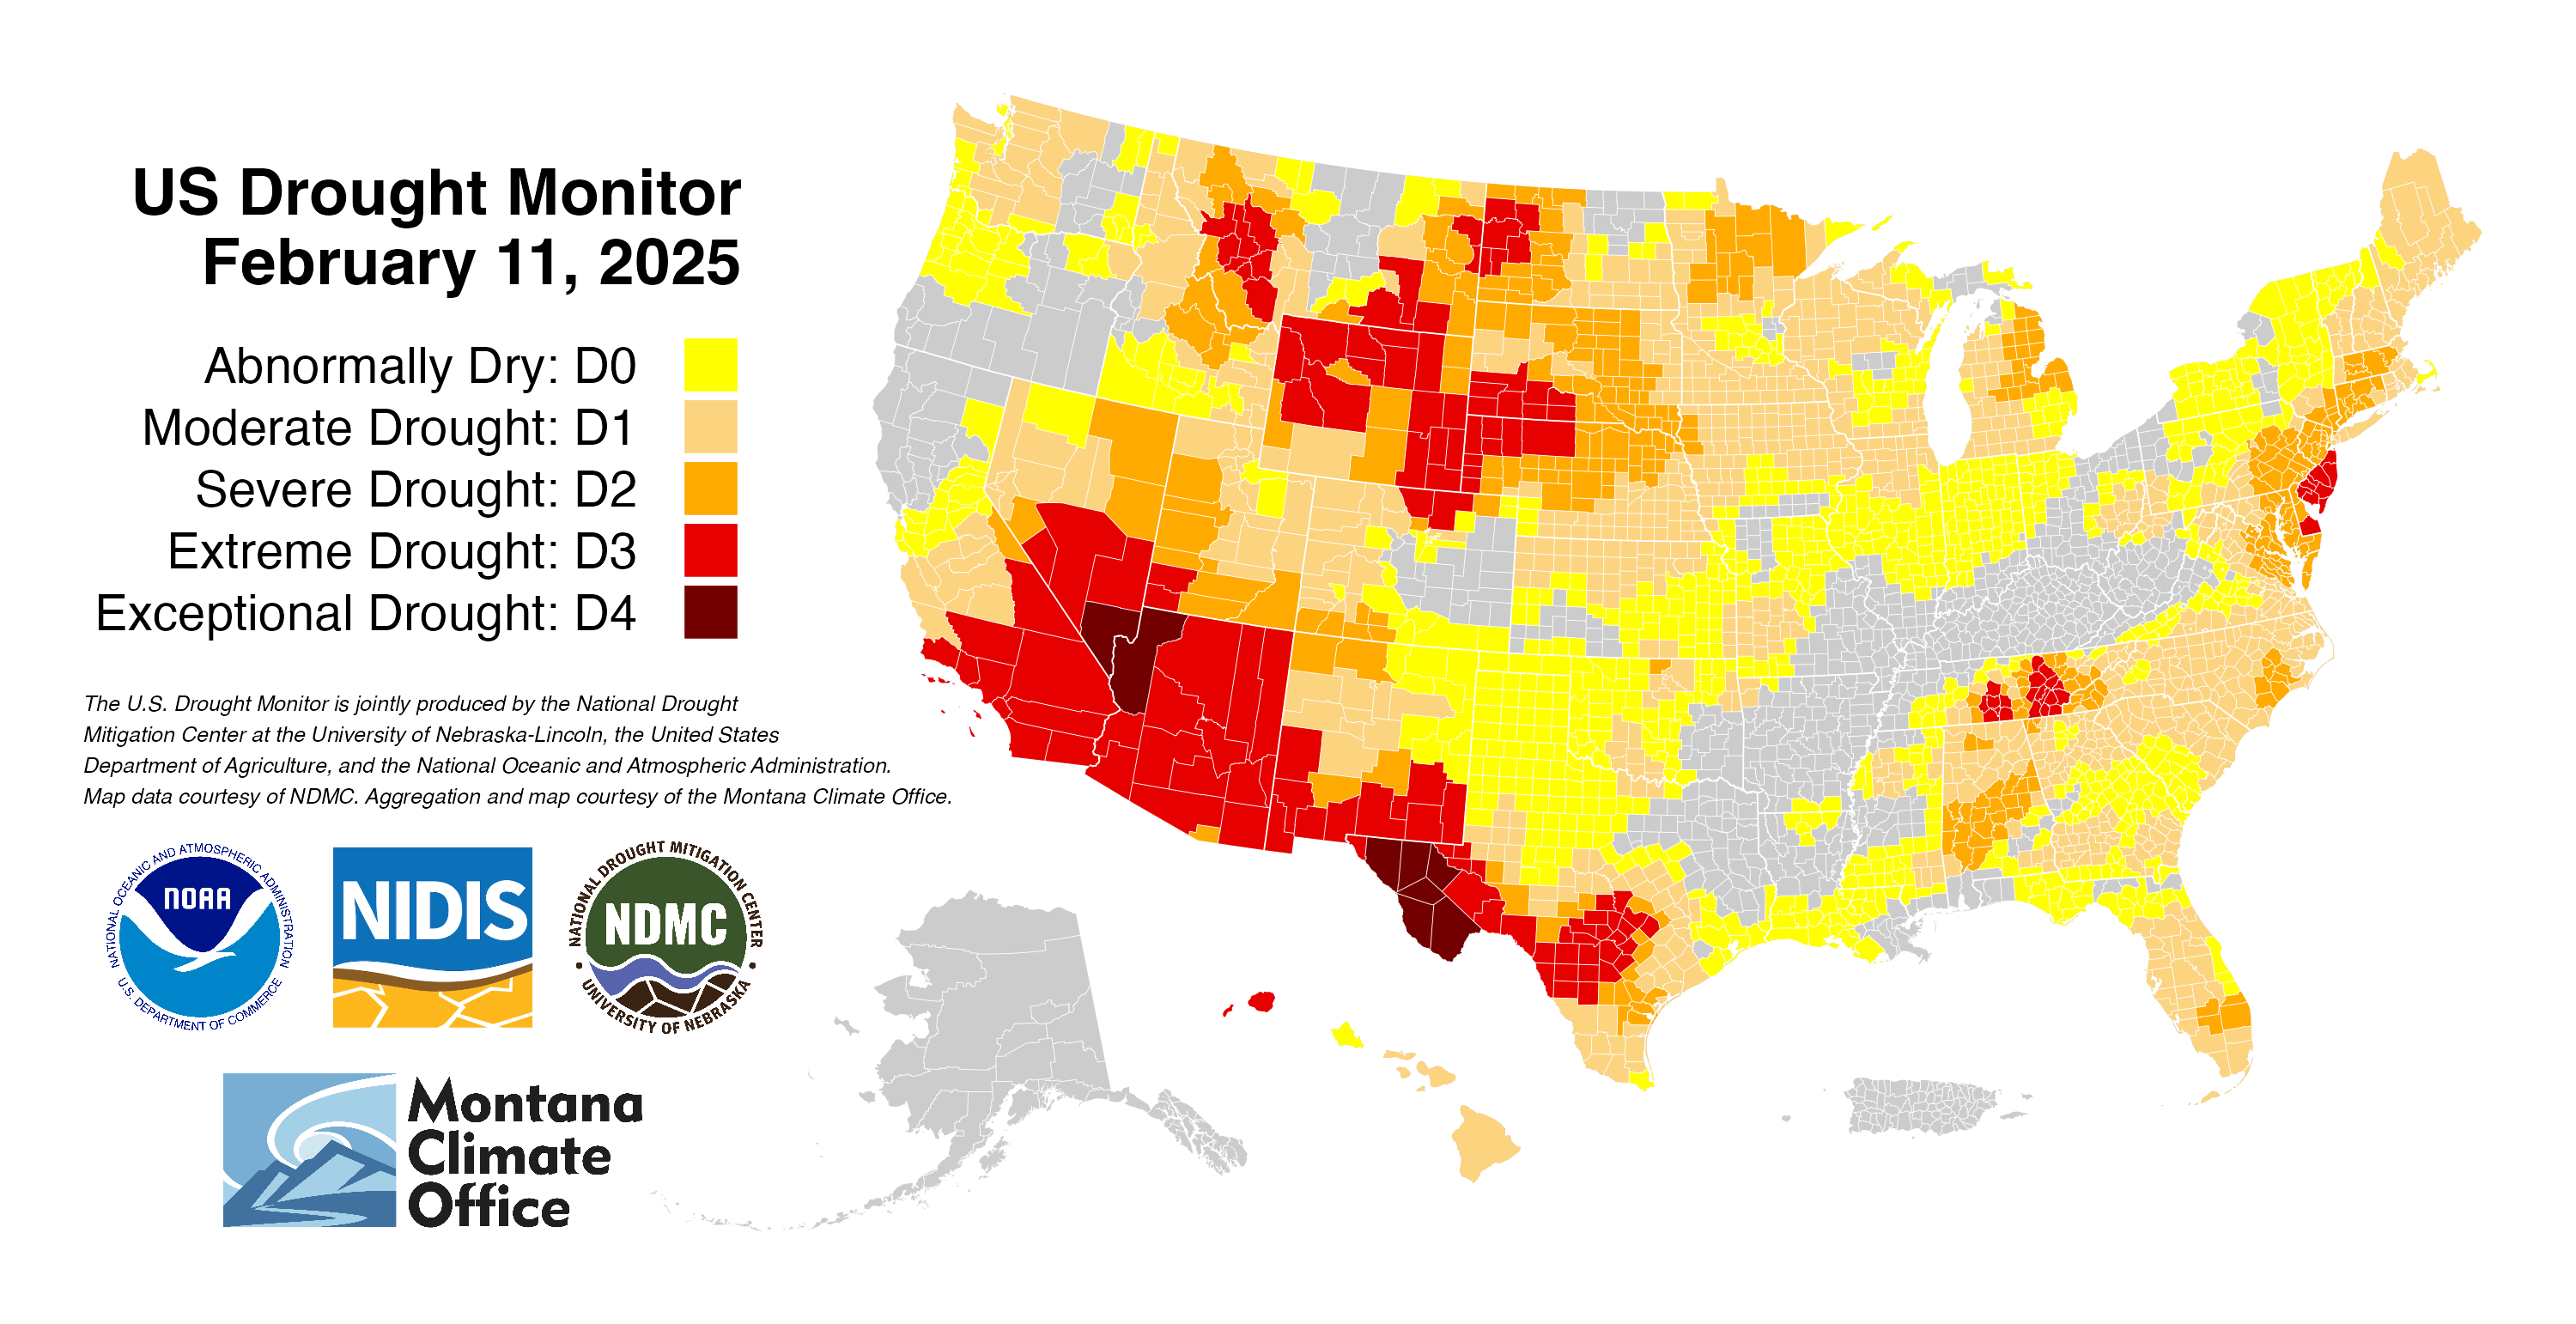 US Drought Monitor
February 11, 2025
Abnormally Dry: D0
Moderate Drought: D1
Severe Drought: D2
Extreme Drought: D3
Exceptional Drought: D4
The U.S. Drought Monitor is jointly produced by the National Drought
Mitigation Center at the University of Nebraska-Lincoln, the United States
Department of Agriculture, and the National Oceanic and Atmospheric Administration.
Map data courtesy of NDMC. Aggregation and map courtesy of the Montana Climate Office.
NATIONAL OCEANIC AND ATMOSPHERIC ADMINISTRATION
NOAA
U.S. DEPARTMENT OF COMMERCE
NIDIS
NATIONAL DROUGHT MITIGATION CENTER
NDMC
• UNIVERSITY OF NEBRASKA •
Montana
Climate
Office